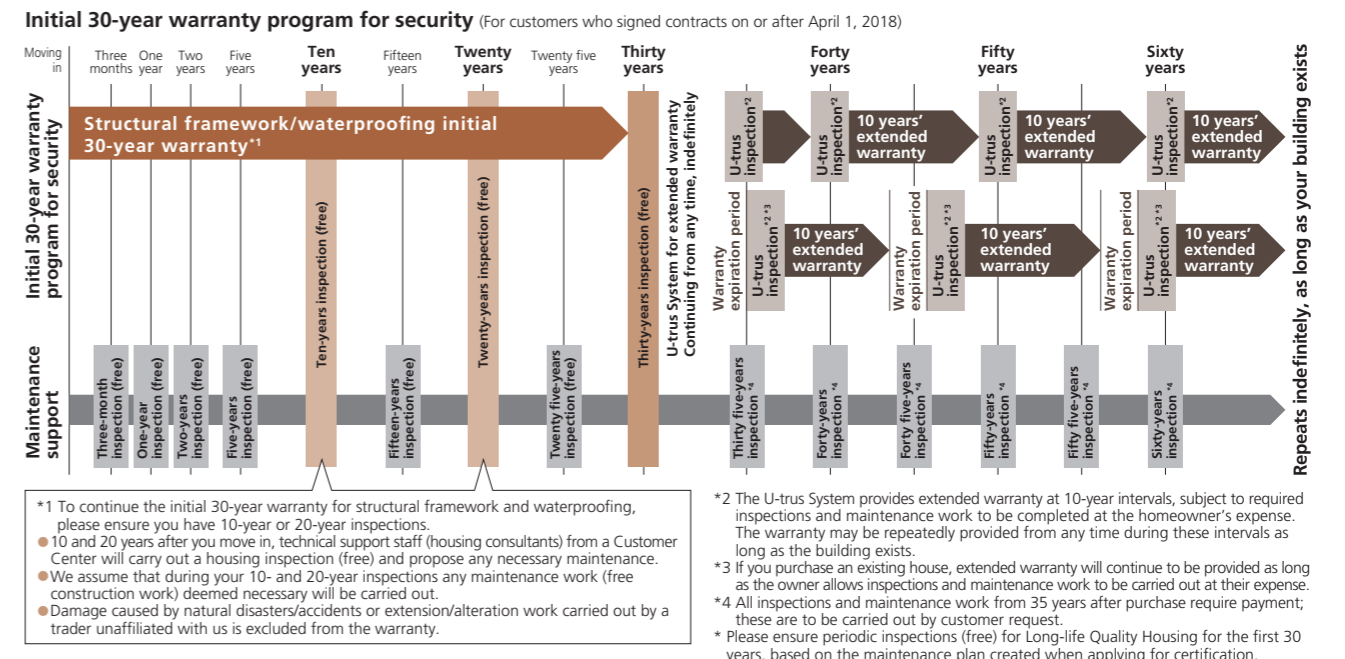 Initial 30-year warranty program for security (For customers who signed contracts on or after April 1, 2018)
Moving
in
Three
months
One
year
Two
years
Five
years
Ten
years
Fifteen
years
Twenty
years
Twenty five
years
Thirty
years
Forty
years
Fifty
years
Sixty
years
Initial 30-year warranty
program for security
Structural framework/waterproofing initial
30-year warranty*1
Ten-years inspection (free)
Twenty-years inspection (free)
Thirty-years inspection (free)
U-trus System for extended warranty
Continuing from any time, indefinitely
U-trus
inspection*2
U-trus
inspection*2
10 years’
extended
warranty
U-trus
inspection*2
10 years’
extended
warranty
U-trus
inspection*2
10 years’
extended
warranty
Warranty
expiration period
U-trus
inspection*2 *3
10 years’
extended
warranty
Warranty
expiration period
U-trus
inspection*2 *3
10 years’
extended
warranty
Warranty
expiration period
U-trus
inspection*2 *3
10 years’
extended
warranty
Repeats indefinitely, as long as your building exists
Maintenance
support
Three-month
inspection (free)
One-year
inspection (free)
Two-years
inspection (free)
Five-years
inspection (free)
Fifteen-years
inspection (free)
Twenty five-years
inspection (free)
Thirty five-years
inspection *4
Forty-years
inspection *4
Forty five-years
inspection *4
Fifty-years
inspection *4
Fifty five-years
inspection *4
Sixty-years
inspection *4
*1 To continue the initial 30-year warranty for structural framework and waterproofing,
please ensure you have 10-year or 20-year inspections.
●10 and 20 years after you move in, technical support staff (housing consultants) from a Customer
Center will carry out a housing inspection (free) and propose any necessary maintenance.
●We assume that during your 10- and 20-year inspections any maintenance work (free
construction work) deemed necessary will be carried out.
●Damage caused by natural disasters/accidents or extension/alteration work carried out by a
trader unaffiliated with us is excluded from the warranty.
*2 The U-trus System provides extended warranty at 10-year intervals, subject to required
inspections and maintenance work to be completed at the homeowner’s expense.
The warranty may be repeatedly provided from any time during these intervals as
long as the building exists.
*3 If you purchase an existing house, extended warranty will continue to be provided as long
as the owner allows inspections and maintenance work to be carried out at their expense.
*4 All inspections and maintenance work from 35 years after purchase require payment;
these are to be carried out by customer request.
* Please ensure periodic inspections (free) for Long-life Quality Housing for the first 30
years, based on the maintenance plan created when applying for certification.